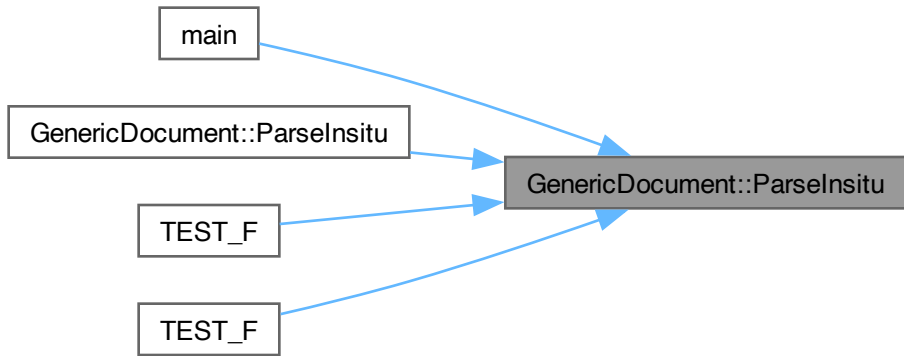 main
GenericDocument::ParseInsitu
GenericDocument::ParseInsitu
TEST_F
TEST_F